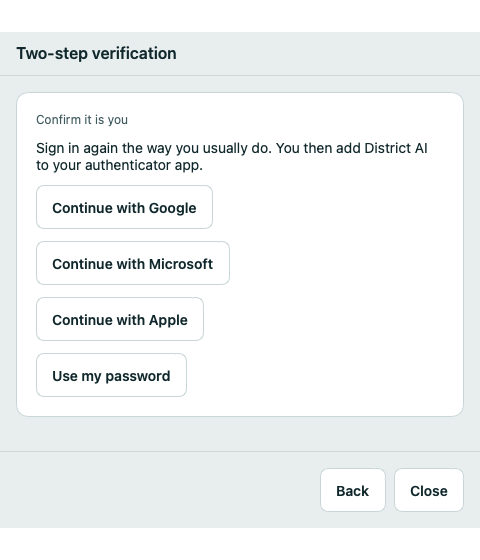 Two-step verification
Confirm it is you
Sign in again the way you usually do. You then add District AI
to your authenticator app.
Continue with Google
Continue with Microsoft
Continue with Apple
Use my password
Back
Close